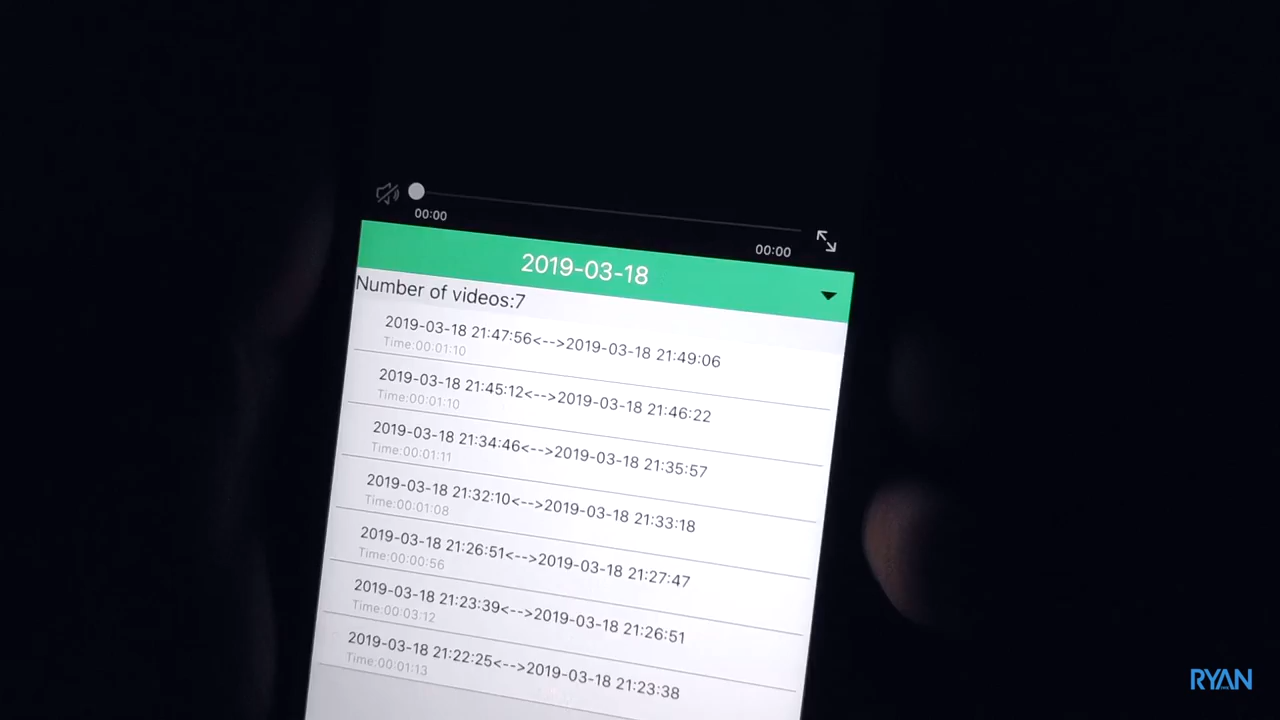 00:00
00:00
2019-03-18
Number of videos:7
2019-03-18 21:47:56<-->2019-03-18 21:49:06
Time:00:01:10
2019-03-18 21:45:12<-->2019-03-18 21:46:22
Time:00:01:10
2019-03-18 21:34:46<-->2019-03-18 21:35:57
Time:00:01:11
2019-03-18 21:32:10<-->2019-03-18 21:33:18
Time:00:01:08
2019-03-18 21:26:51<-->2019-03-18 21:27:47
Time:00:00:56
2019-03-18 21:23:39<-->2019-03-18 21:26:51
Time:00:03:12
2019-03-18 21:22:25<-->2019-03-18 21:23:38
Time:00:01:13
RYAN